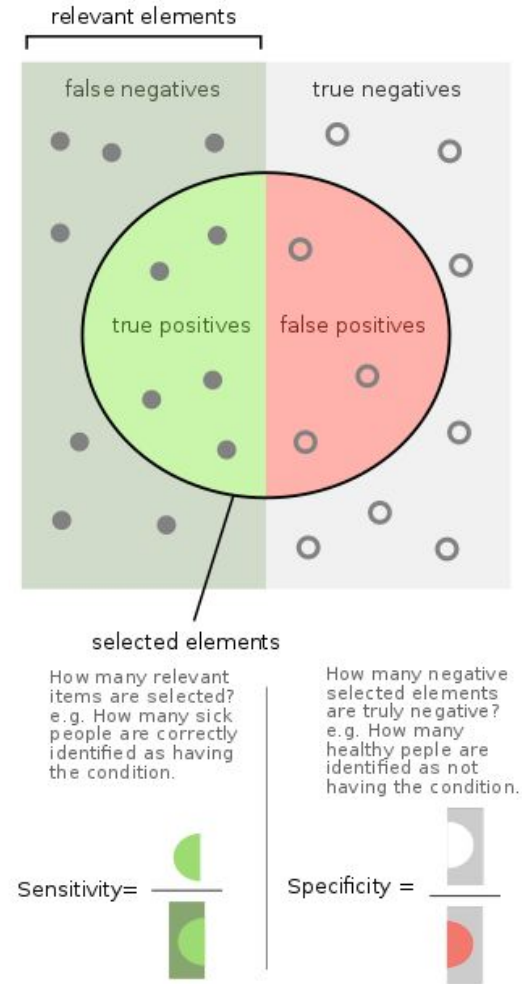 relevant elements
false negatives
true negatives
true positives
false positives
selected elements
How many relevant
items are selected?
e.g. How many sick
people are correctly
identified as having
the condition.
Sensitivity=
How many negative
selected elements
are truly negative?
e.g. How many
healthy peple are
identified as not
having the condition.
Specificity =